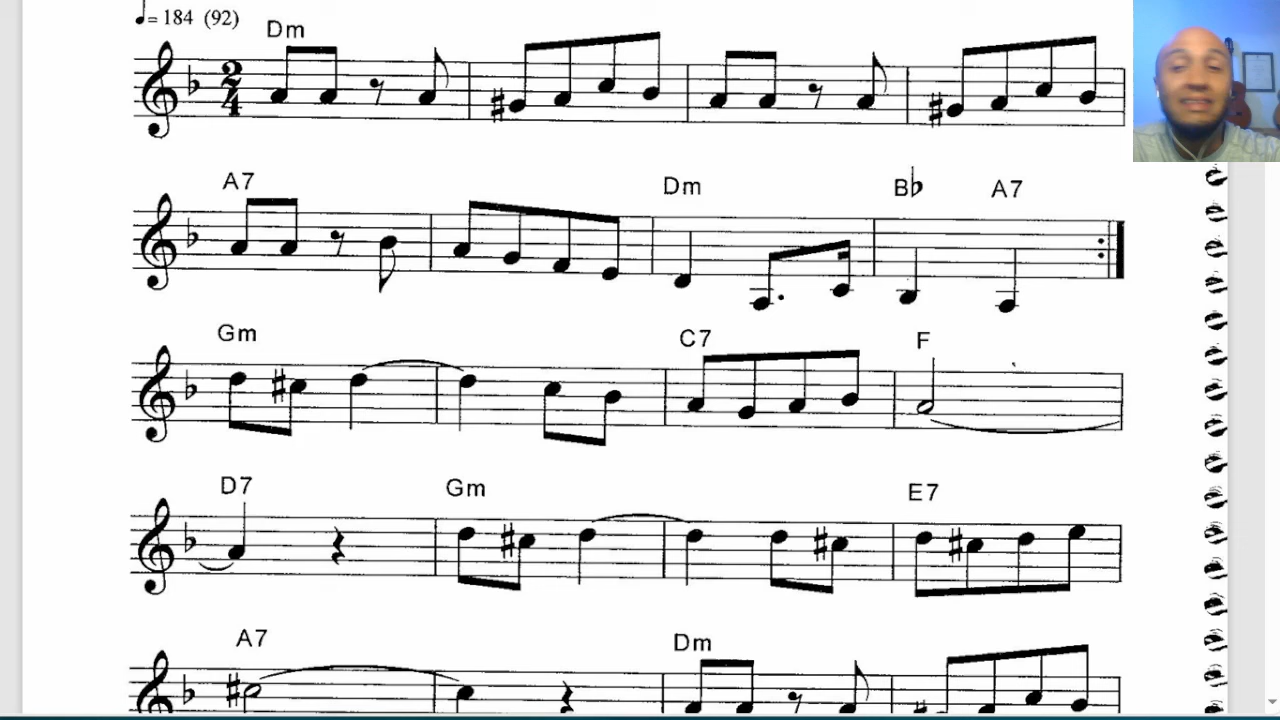 ♩= 184 (92)
Dm
2
4
A7 Dm B♭ A7
Gm C7 F
D7 Gm E7
A7 Dm